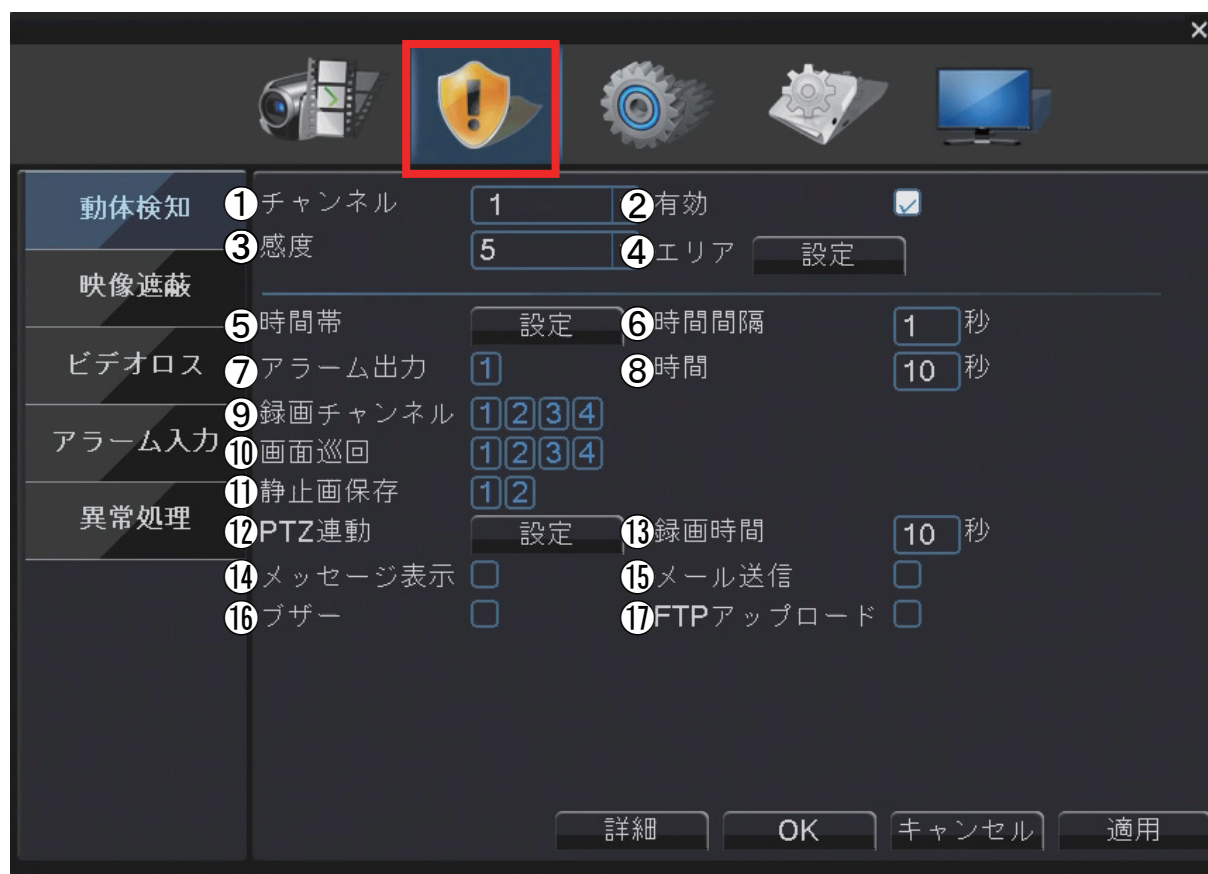 動体検知
映像遮蔽
ビデオロス
アラーム入力
異常処理
①チャンネル 1 ②有効
③感度 5 ④エリア 設定
⑤時間帯 設定 ⑥時間間隔 1 秒
⑦アラーム出力 1 ⑧時間 10 秒
⑨録画チャンネル 1 2 3 4
⑩画面巡回 1 2 3 4
⑪静止画保存 1 2
⑫PTZ連動 設定 ⑬録画時間 10 秒
⑭メッセージ表示 ⑮メール送信
⑯ブザー ⑰FTPアップロード
詳細 OK キャンセル 適用